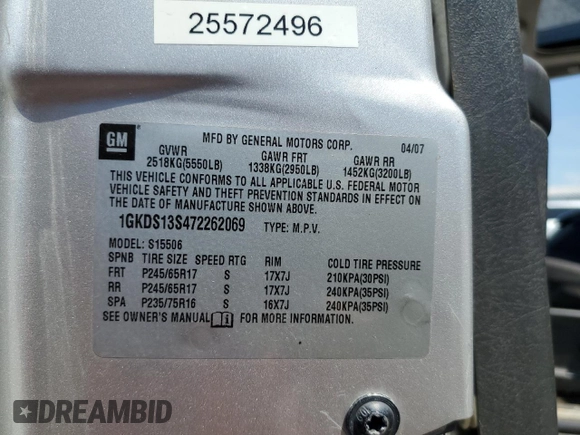 25572496
GM
MFD BY GENERAL MOTORS CORP. 04/07
GVWR GAWR FRT GAWR RR
2518KG(5550LB) 1338KG(2950LB) 1452KG(3200LB)
THIS VEHICLE CONFORMS TO ALL APPLICABLE U.S. FEDERAL MOTOR
VEHICLE SAFETY AND THEFT PREVENTION STANDARDS IN EFFECT ON
THE DATE OF MANUFACTURE SHOWN ABOVE.
1GKDS13S472262069 TYPE: M.P.V.
MODEL: S15506
SPNB TIRE SIZE SPEED RTG RIM COLD TIRE PRESSURE
FRT P245/65R17 S 17X7J 210KPA(30PSI)
RR P245/65R17 S 17X7J 240KPA(35PSI)
SPA P235/75R16 S 16X7J 240KPA(35PSI)
SEE OWNER'S MANUAL FOR MORE INFORMATION.
DREAMBID